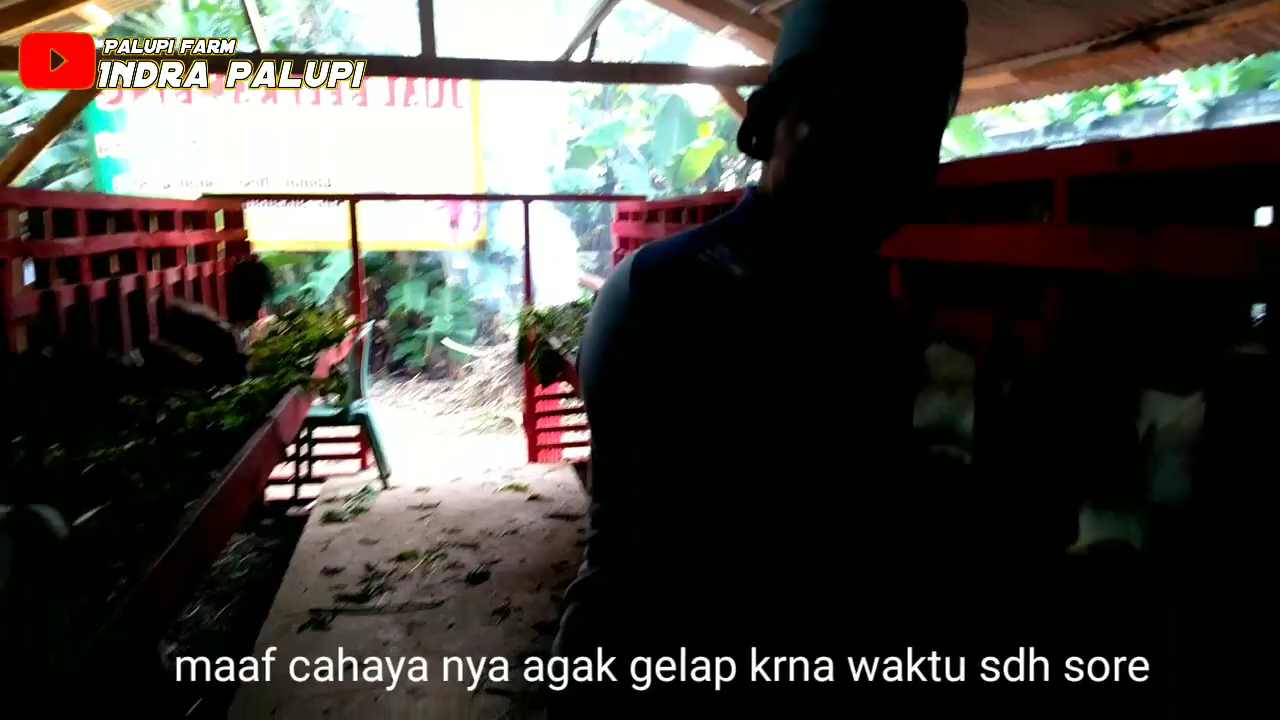 PALUPI FARM
INDRA PALUPI
maaf cahaya nya agak gelap krna waktu sdh sore